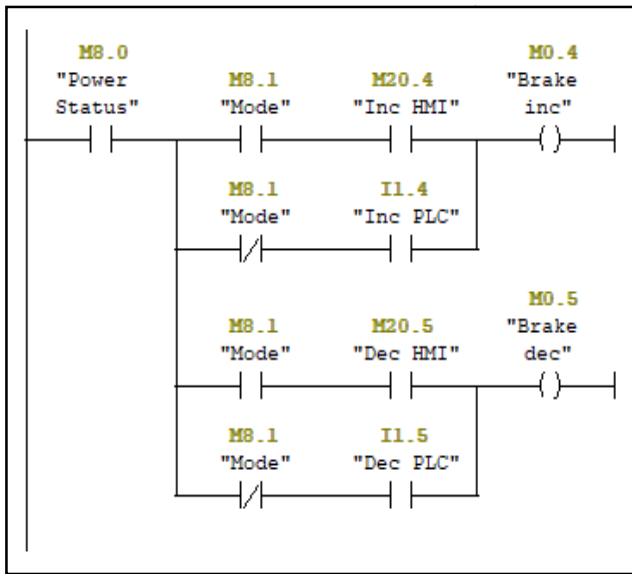 M8.0 M0.4
"Power M8.1 M20.4 "Brake
Status" "Mode" "Inc HMI" inc"
M8.1 I1.4
"Mode" "Inc PLC"
M0.5
M8.1 M20.5 "Brake
"Mode" "Dec HMI" dec"
M8.1 I1.5
"Mode" "Dec PLC"